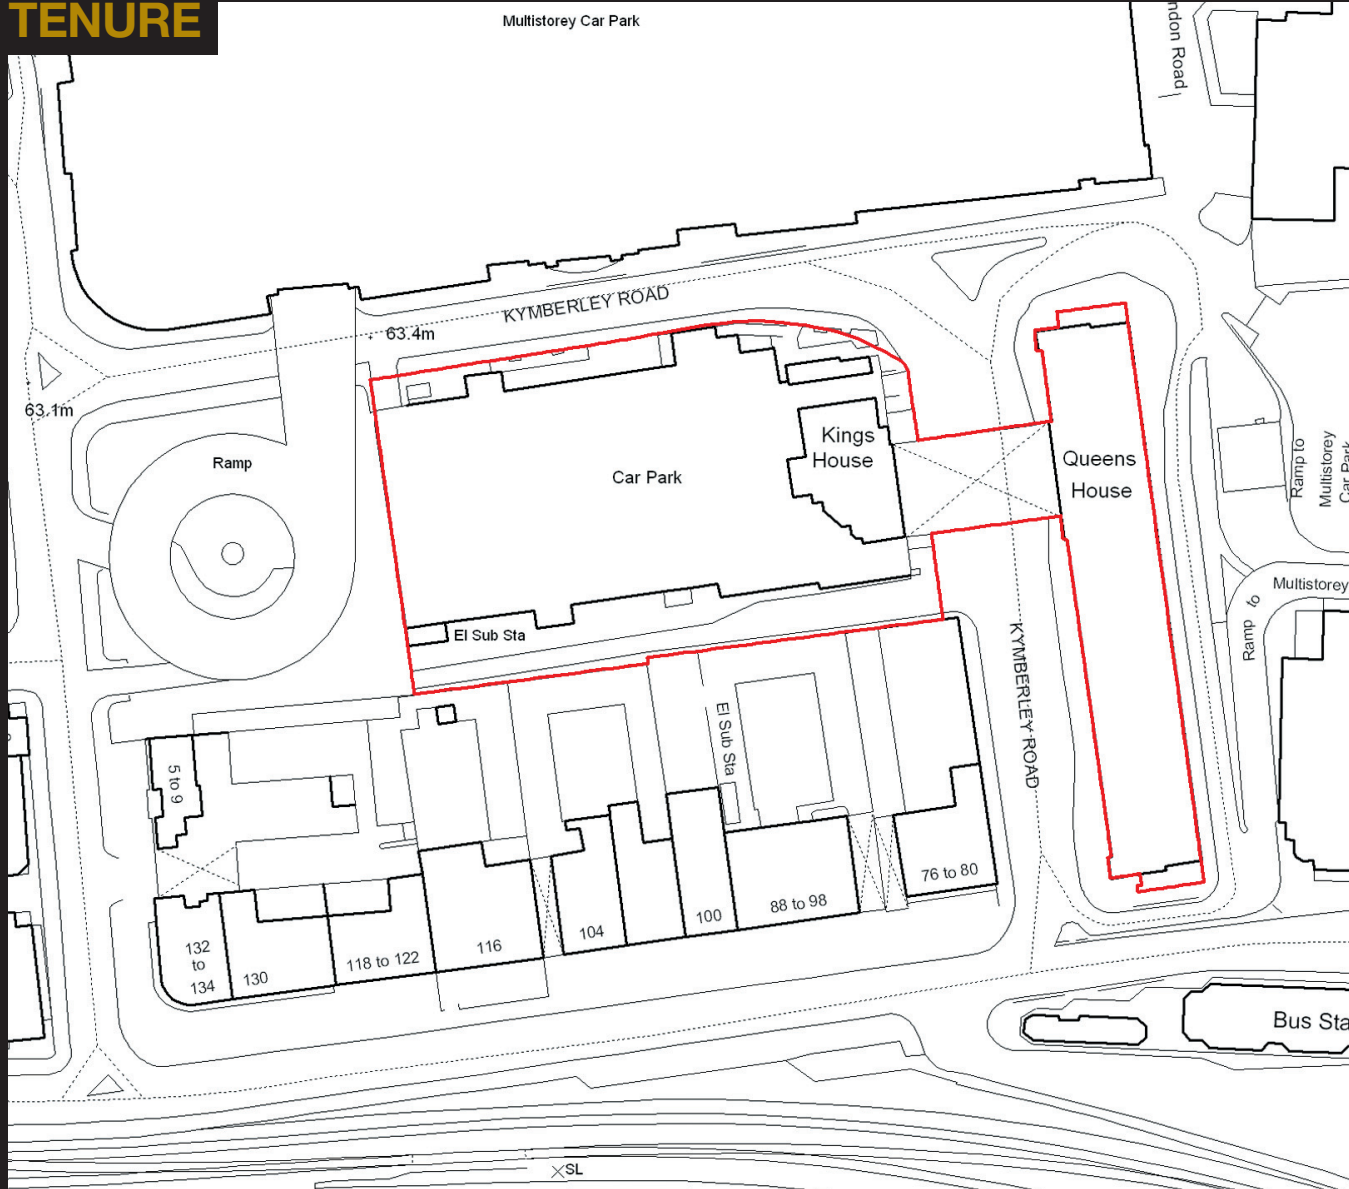 TENURE
Multistorey Car Park
ndon Road
KYMBERLEY ROAD
63.4m
63.1m
Ramp
Kings
House
Car Park
Queens
House
Ramp to
Multistorey
Car Park
El Sub Sta
Multistorey
Ramp to
KYMBERLEY ROAD
El Sub Sta
5 to 9
76 to 80
88 to 98
100
104
116
118 to 122
130
132
to
134
Bus Sta
SL